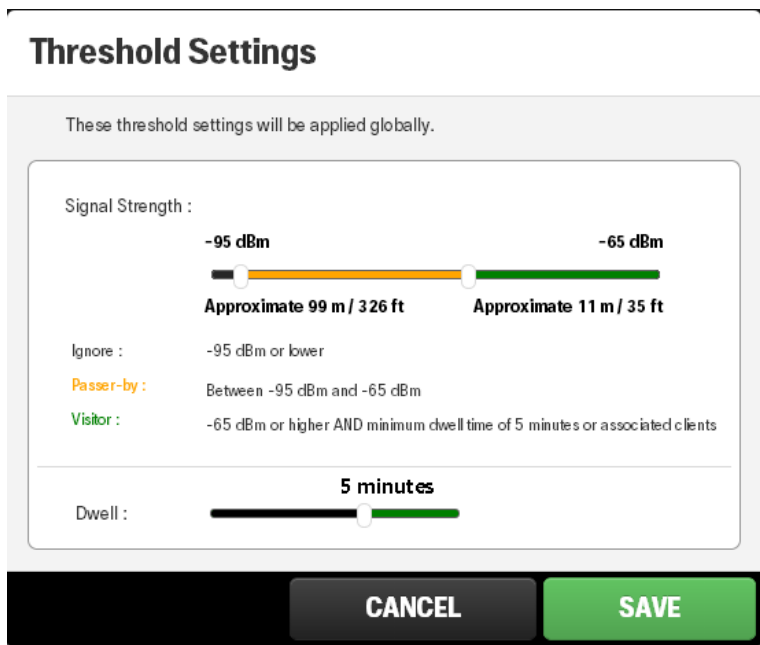 Threshold Settings
These threshold settings will be applied globally.
Signal Strength :
-95 dBm -65 dBm
Approximate 99 m / 326 ft Approximate 11 m / 35 ft
Ignore : -95 dBm or lower
Passer-by : Between -95 dBm and -65 dBm
Visitor : -65 dBm or higher AND minimum dwell time of 5 minutes or associated clients
5 minutes
Dwell :
CANCEL SAVE